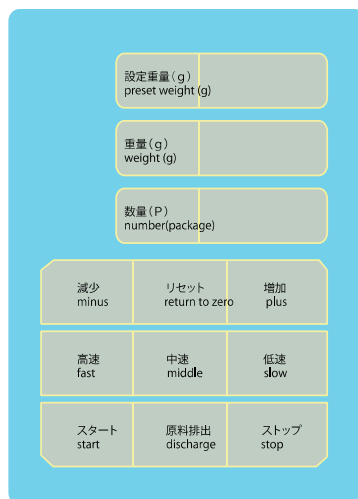 設定重量(g)
preset weight (g)
重量(g)
weight (g)
数量(P)
number(package)
減少
minus
リセット
return to zero
増加
plus
高速
fast
中速
middle
低速
slow
スタート
start
原料排出
discharge
ストップ
stop